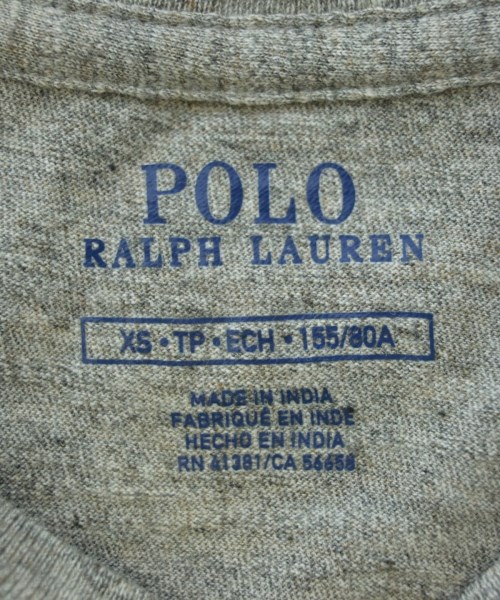 POLO
RALPH LAUREN
XS • TP • ECH • 155/80A
MADE IN INDIA
FABRIQUÉ EN INDE
HECHO EN INDIA
RN 41381/CA 56658